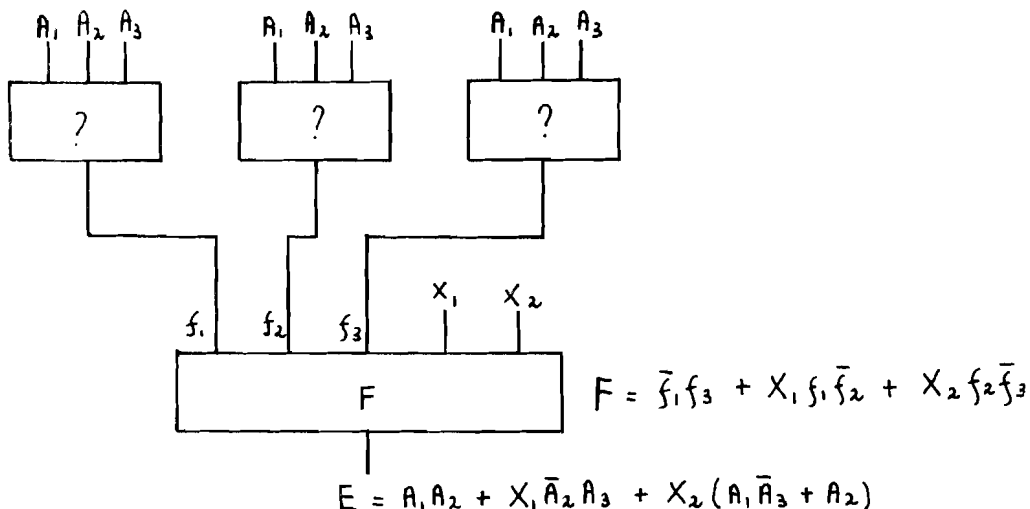 A₁ A₂ A₃ A₁ A₂ A₃ A₁ A₂ A₃
? ? ?
X₁ X₂
f₁ f₂ f₃
F F = f̄₁f₃ + X₁f₁f̄₂ + X₂f₂f̄₃
E = A₁A₂ + X₁Ā₂A₃ + X₂(A₁Ā₃ + A₂)